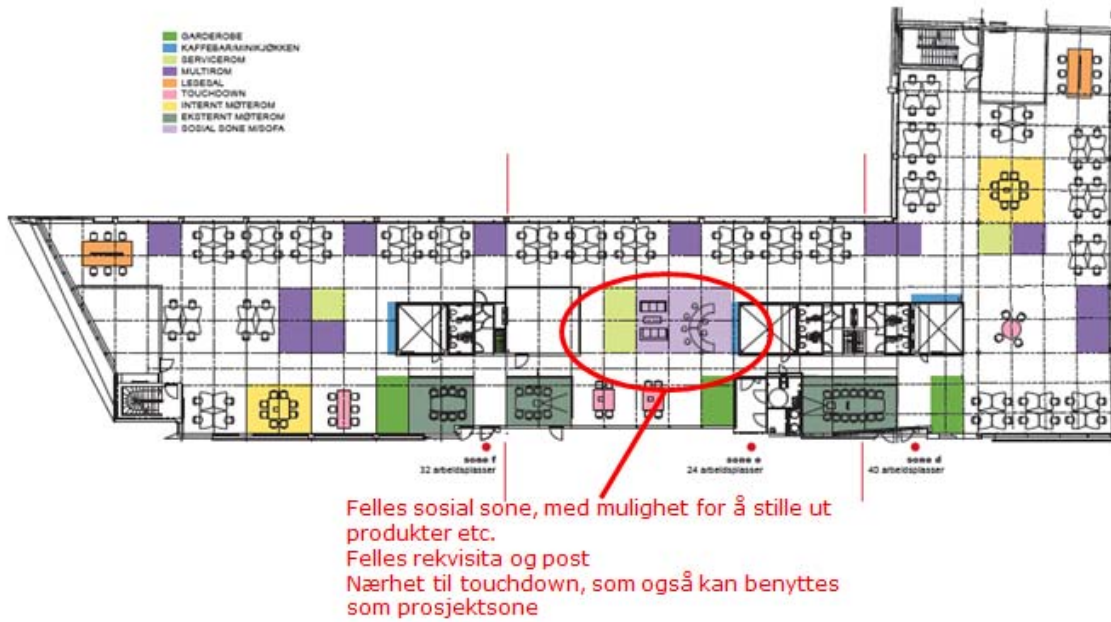 GARDEROBE
KAFFEBAR/MINIKJØKKEN
SERVICEROM
MULTIROM
LESESAL
TOUCHDOWN
INTERNT MØTEROM
EKSTERNT MØTEROM
SOSIAL SONE M/SOFA
sone f
32 arbeidsplasser
sone e
24 arbeidsplasser
sone d
40 arbeidsplasser
Felles sosial sone, med mulighet for å stille ut
produkter etc.
Felles rekvisita og post
Nærhet til touchdown, som også kan benyttes
som prosjektsone